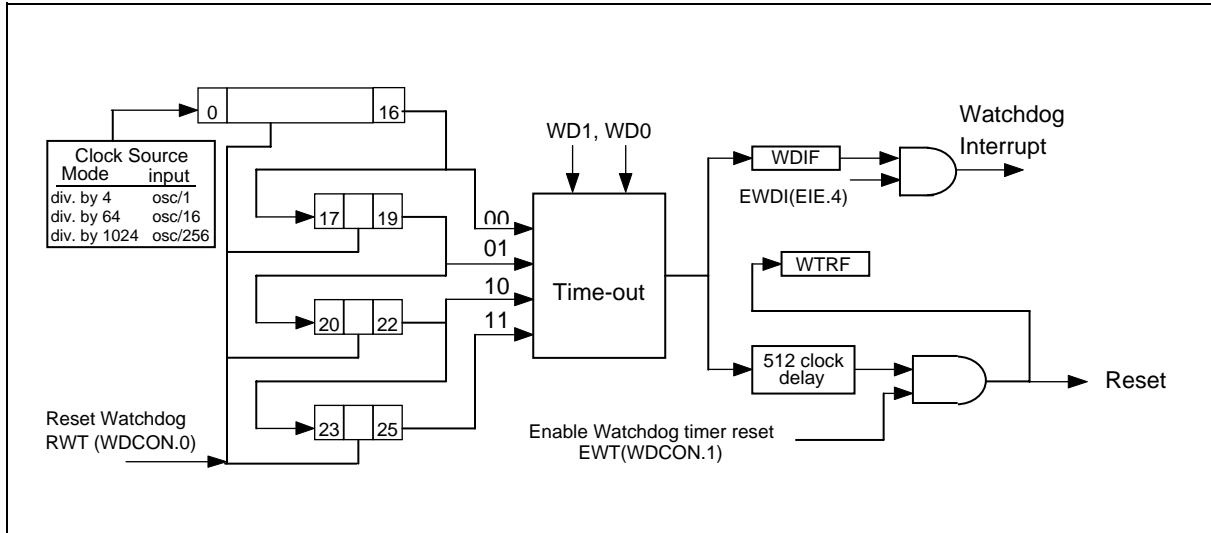 0 16
Clock Source
Mode input
div. by 4 osc/1
div. by 64 osc/16
div. by 1024 osc/256
17 19
20 22
23 25
Reset Watchdog
RWT (WDCON.0)
WD1, WD0
00
01
10
11
Time-out
WDIF
EWDI(EIE.4)
Watchdog
Interrupt
WTRF
512 clock
delay
Enable Watchdog timer reset
EWT(WDCON.1)
Reset